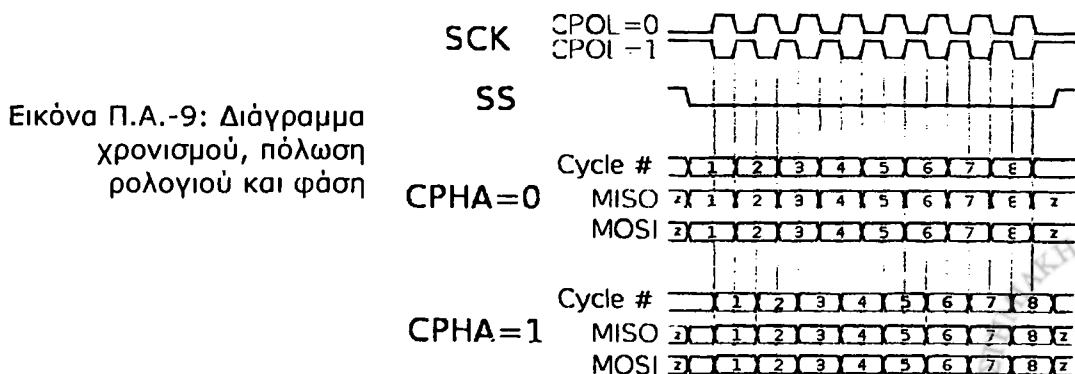 SCK CPOL=0
CPOL=1
SS
Εικόνα Π.Α.-9: Διάγραμμα
χρονισμού, πόλωση
ρολογιού και φάση
CPHA=0
Cycle # 1 2 3 4 5 6 7 8
MISO z 1 2 3 4 5 6 7 8 z
MOSI z 1 2 3 4 5 6 7 8 z
CPHA=1
Cycle # 1 2 3 4 5 6 7 8
MISO z 1 2 3 4 5 6 7 8 z
MOSI z 1 2 3 4 5 6 7 8 z